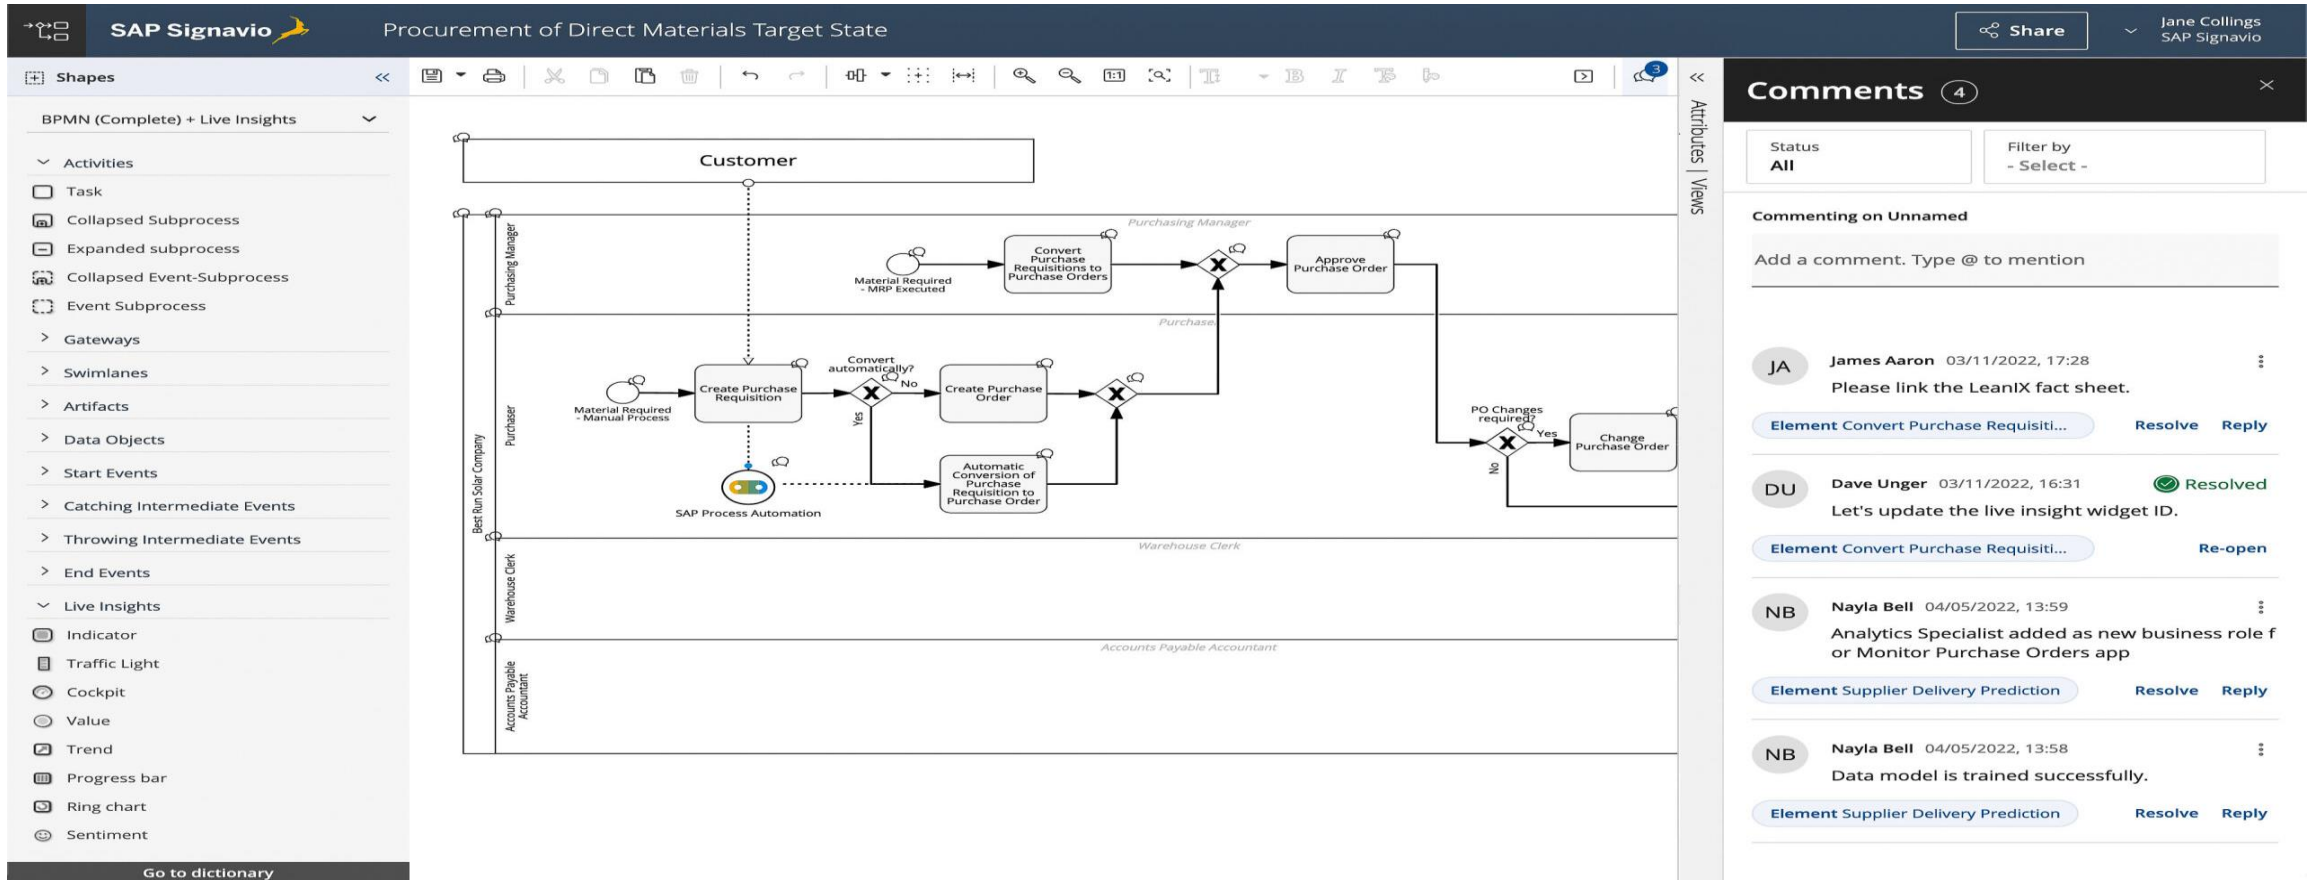 SAP Signavio
Procurement of Direct Materials Target State
Share
Jane Collings
SAP Signavio
Shapes
BPMN (Complete) + Live Insights
Activities
Task
Collapsed Subprocess
Expanded subprocess
Collapsed Event-Subprocess
Event Subprocess
Gateways
Swimlanes
Artifacts
Data Objects
Start Events
Catching Intermediate Events
Throwing Intermediate Events
End Events
Live Insights
Indicator
Traffic Light
Cockpit
Value
Trend
Progress bar
Ring chart
Sentiment
Go to dictionary
1:1
B
I
3
Attributes | Views
Customer
Best Run Solar Company
Purchasing Manager
Purchasing Manager
Material Required
- MRP Executed
Convert
Purchase
Requisitions to
Purchase Orders
Approve
Purchase Order
Purchaser
Purchase
Material Required
- Manual Process
Create Purchase
Requisition
Convert
automatically?
No
Yes
Create Purchase
Order
Automatic
Conversion of
Purchase
Requisition to
Purchase Order
SAP Process Automation
PO Changes
required?
Yes
No
Change
Purchase Order
Warehouse Clerk
Warehouse Clerk
Accounts Payable
Accountant
Accounts Payable Accountant
Comments 4
Status
All
Filter by
- Select -
Commenting on Unnamed
Add a comment. Type @ to mention
JA
James Aaron 03/11/2022, 17:28
Please link the LeanIX fact sheet.
Element Convert Purchase Requisiti...
Resolve Reply
DU
Dave Unger 03/11/2022, 16:31
Resolved
Let's update the live insight widget ID.
Element Convert Purchase Requisiti...
Re-open
NB
Nayla Bell 04/05/2022, 13:59
Analytics Specialist added as new business role f
or Monitor Purchase Orders app
Element Supplier Delivery Prediction
Resolve Reply
NB
Nayla Bell 04/05/2022, 13:58
Data model is trained successfully.
Element Supplier Delivery Prediction
Resolve Reply